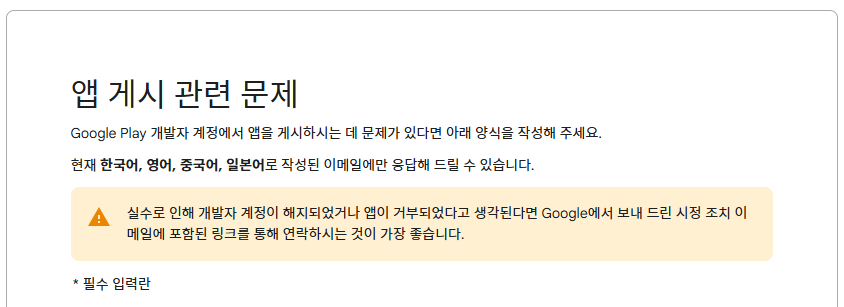 앱 게시 관련 문제
Google Play 개발자 계정에서 앱을 게시하시는 데 문제가 있다면 아래 양식을 작성해 주세요.
현재 한국어, 영어, 중국어, 일본어로 작성된 이메일에만 응답해 드릴 수 있습니다.
실수로 인해 개발자 계정이 해지되었거나 앱이 거부되었다고 생각된다면 Google에서 보내 드린 시정 조치 이
메일에 포함된 링크를 통해 연락하시는 것이 가장 좋습니다.
* 필수 입력란